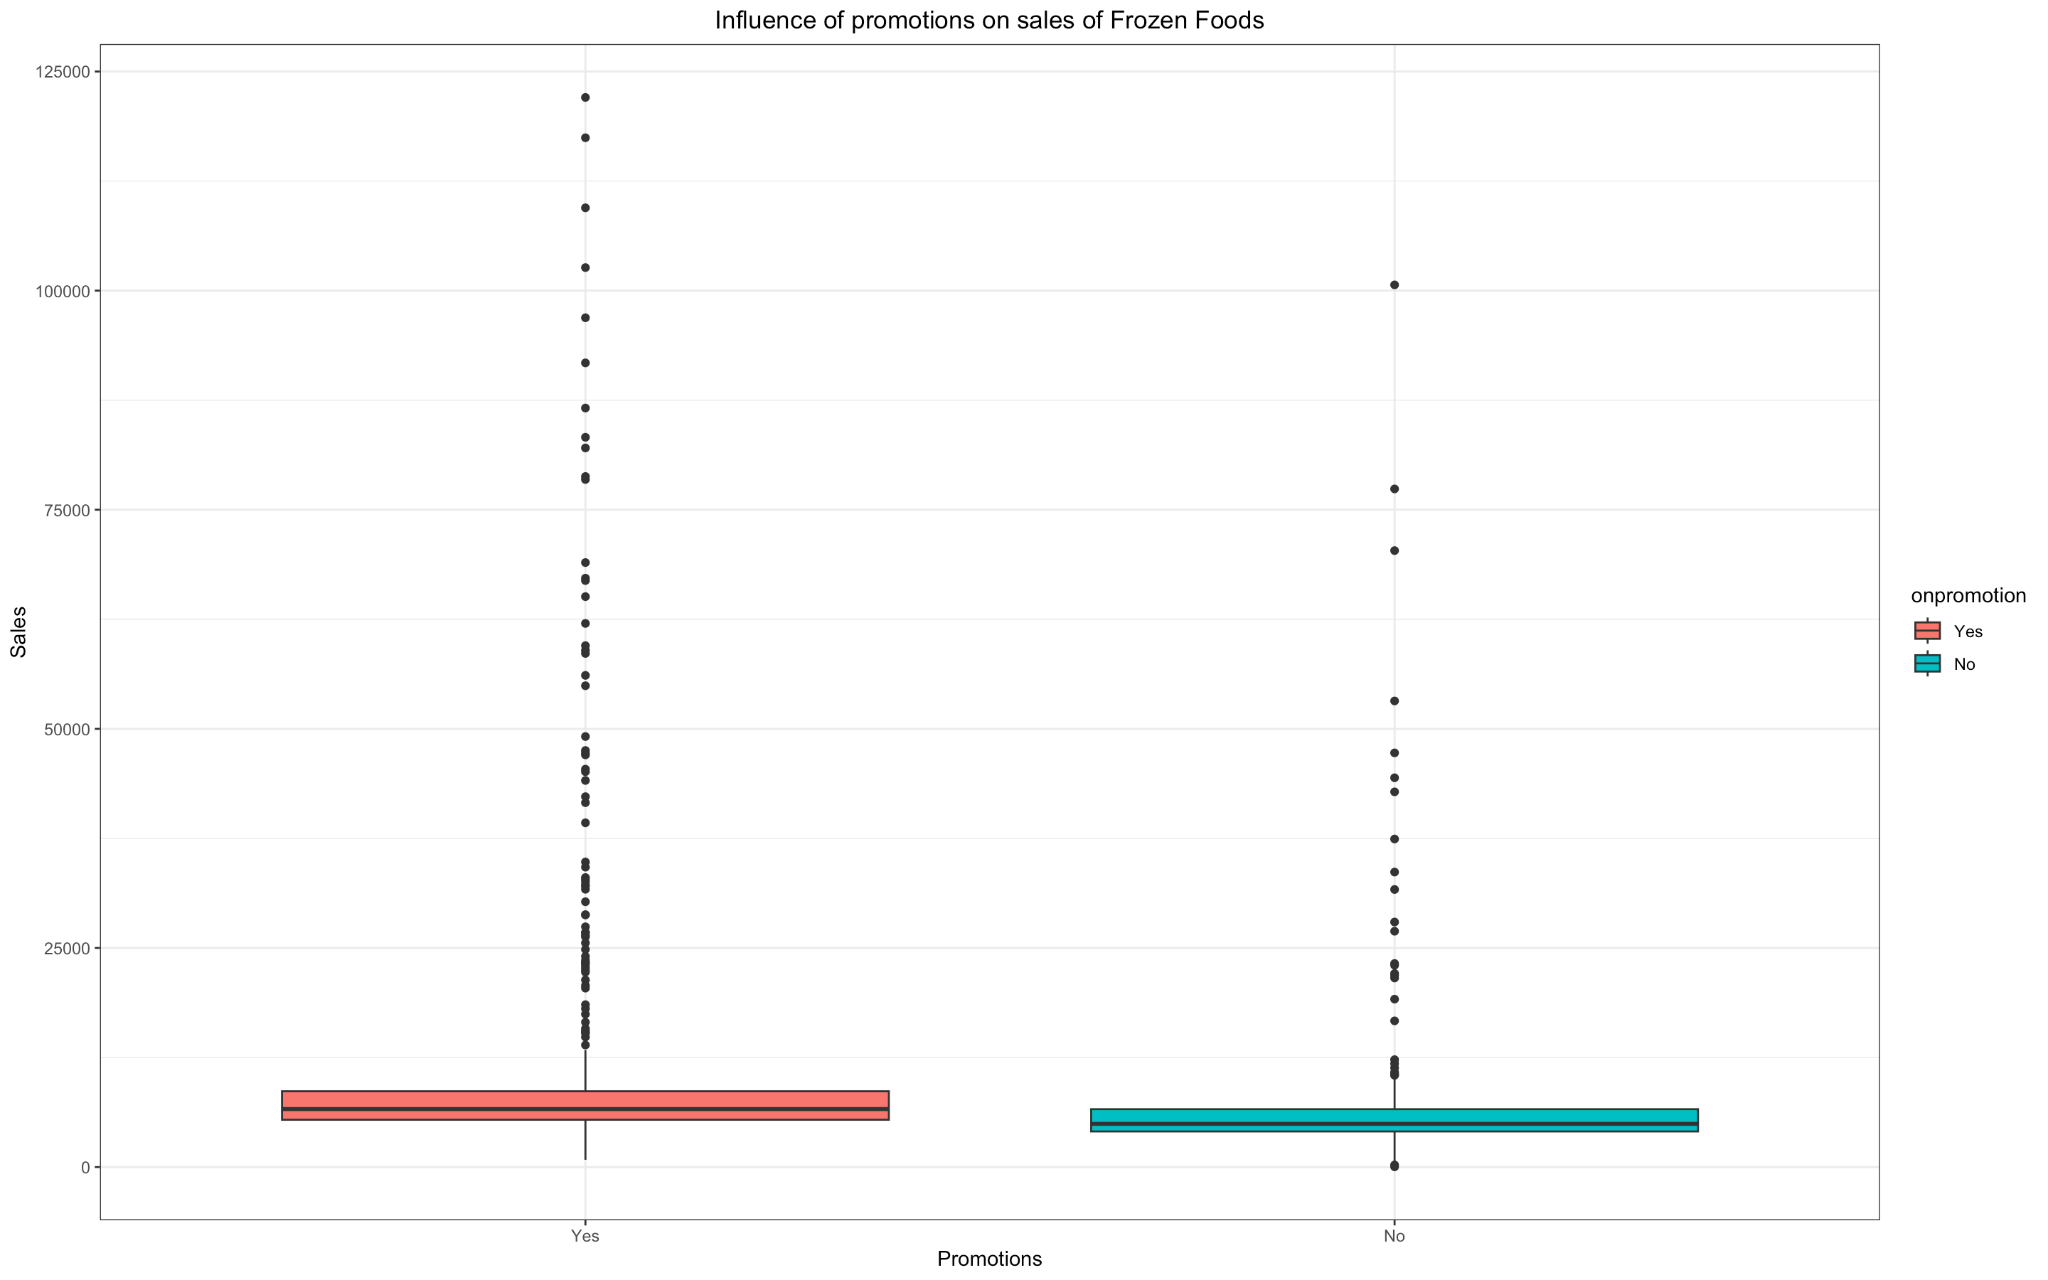 Influence of promotions on sales of Frozen Foods
125000
100000
75000
50000
25000
0
Sales
Yes
No
Promotions
onpromotion
Yes
No